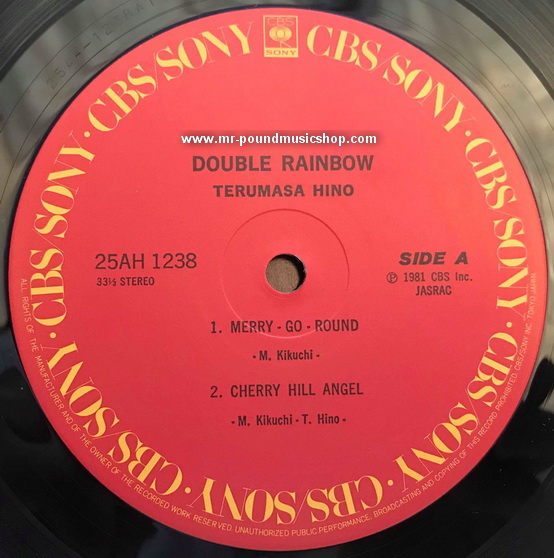 CBS
SONY
CBS/SONY · CBS/SONY · CBS/SONY · CBS/SONY · CBS/SONY · CBS/SONY · CBS/SONY · CBS/SONY
www.mr-poundmusicshop.com
DOUBLE RAINBOW
TERUMASA HINO
25AH 1238
33⅓ STEREO
SIDE A
Ⓟ 1981 CBS Inc.
JASRAC
1. MERRY - GO - ROUND
- M. Kikuchi -
2. CHERRY HILL ANGEL
- M. Kikuchi - T. Hino -
ALL RIGHTS OF THE MANUFACTURER AND OF THE OWNER OF THE RECORDED WORK RESERVED. UNAUTHORIZED PUBLIC PERFORMANCE, BROADCASTING AND COPYING OF THIS RECORD PROHIBITED. CBS/SONY INC. TOKYO JAPAN